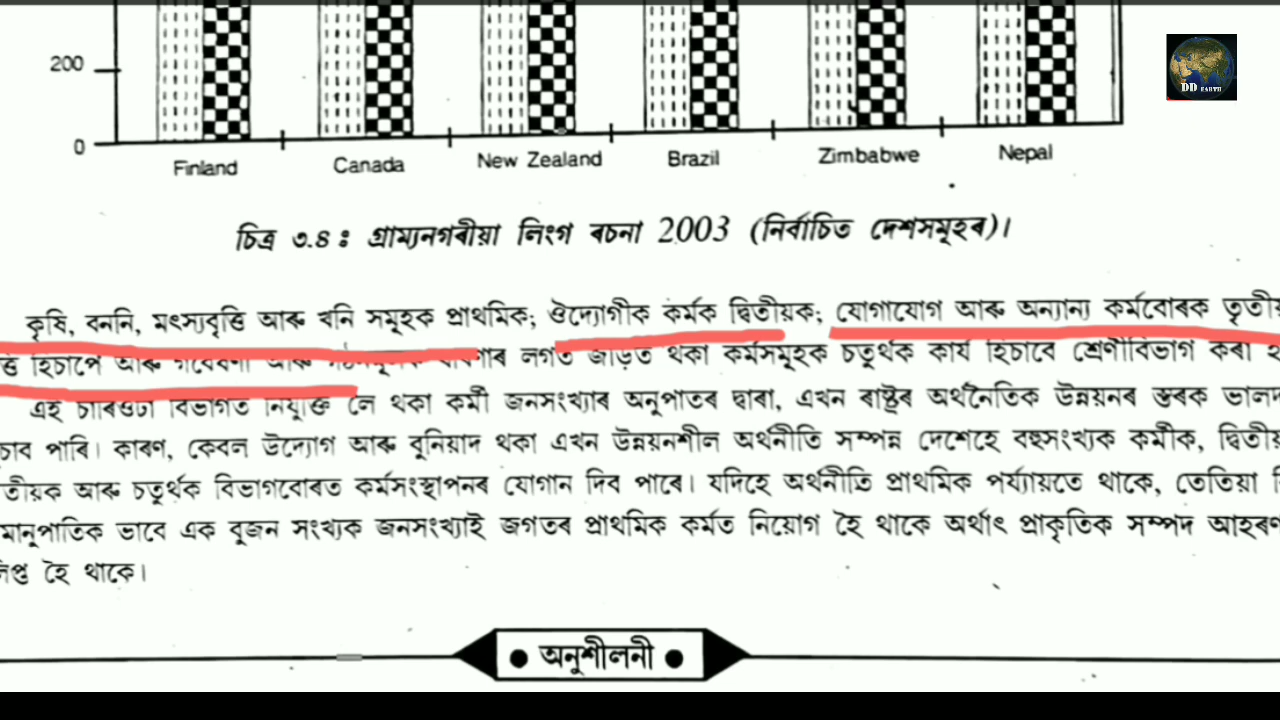 200
0
Finland Canada New Zealand Brazil Zimbabwe Nepal
DD EARTH
চিত্ৰ ৩.৪ : গ্ৰাম্যনগৰীয়া লিংগ ৰচনা 2003 (নিৰ্বাচিত দেশসমূহৰ)।
কৃষি, বননি, মৎস্যবৃত্তি আৰু খনি সমূহক প্ৰাথমিক; ঔদ্যোগীক কৰ্মক দ্বিতীয়ক; যোগাযোগ আৰু অন্যান্য কৰ্মবোৰক
হিচাপে আৰু গৱেষণা আৰু লগত জড়িত থকা কৰ্মসমূহক চতুৰ্থক কাৰ্য হিচাবে শ্ৰেণীবিভাগ কৰা
এই চাৰিওটা বিভাগত নিযুক্তি লৈ থকা কৰ্মী জনসংখ্যাৰ অনুপাতৰ দ্বাৰা, এখন ৰাষ্ট্ৰৰ অৰ্থনৈতিক উন্নয়নৰ স্তৰক
পাৰি। কাৰণ, কেৱল উদ্যোগ আৰু বুনিয়াদ থকা এখন উন্নয়নশীল অৰ্থনীতি সম্পন্ন দেশেহে বহুসংখ্যক কৰ্মীক,
আৰু চতুৰ্থক বিভাগবোৰত কৰ্মসংস্থাপনৰ যোগান দিব পাৰে। যদিহে অৰ্থনীতি প্ৰাথমিক পৰ্য্যায়তে থাকে, তেতিয়া
ভাবে এক বুজন সংখ্যক জনসংখ্যাই জগতৰ প্ৰাথমিক কৰ্মত নিয়োগ হৈ থাকে অৰ্থাৎ প্ৰাকৃতিক সম্পদ
হৈ থাকে।
অনুশীলনী